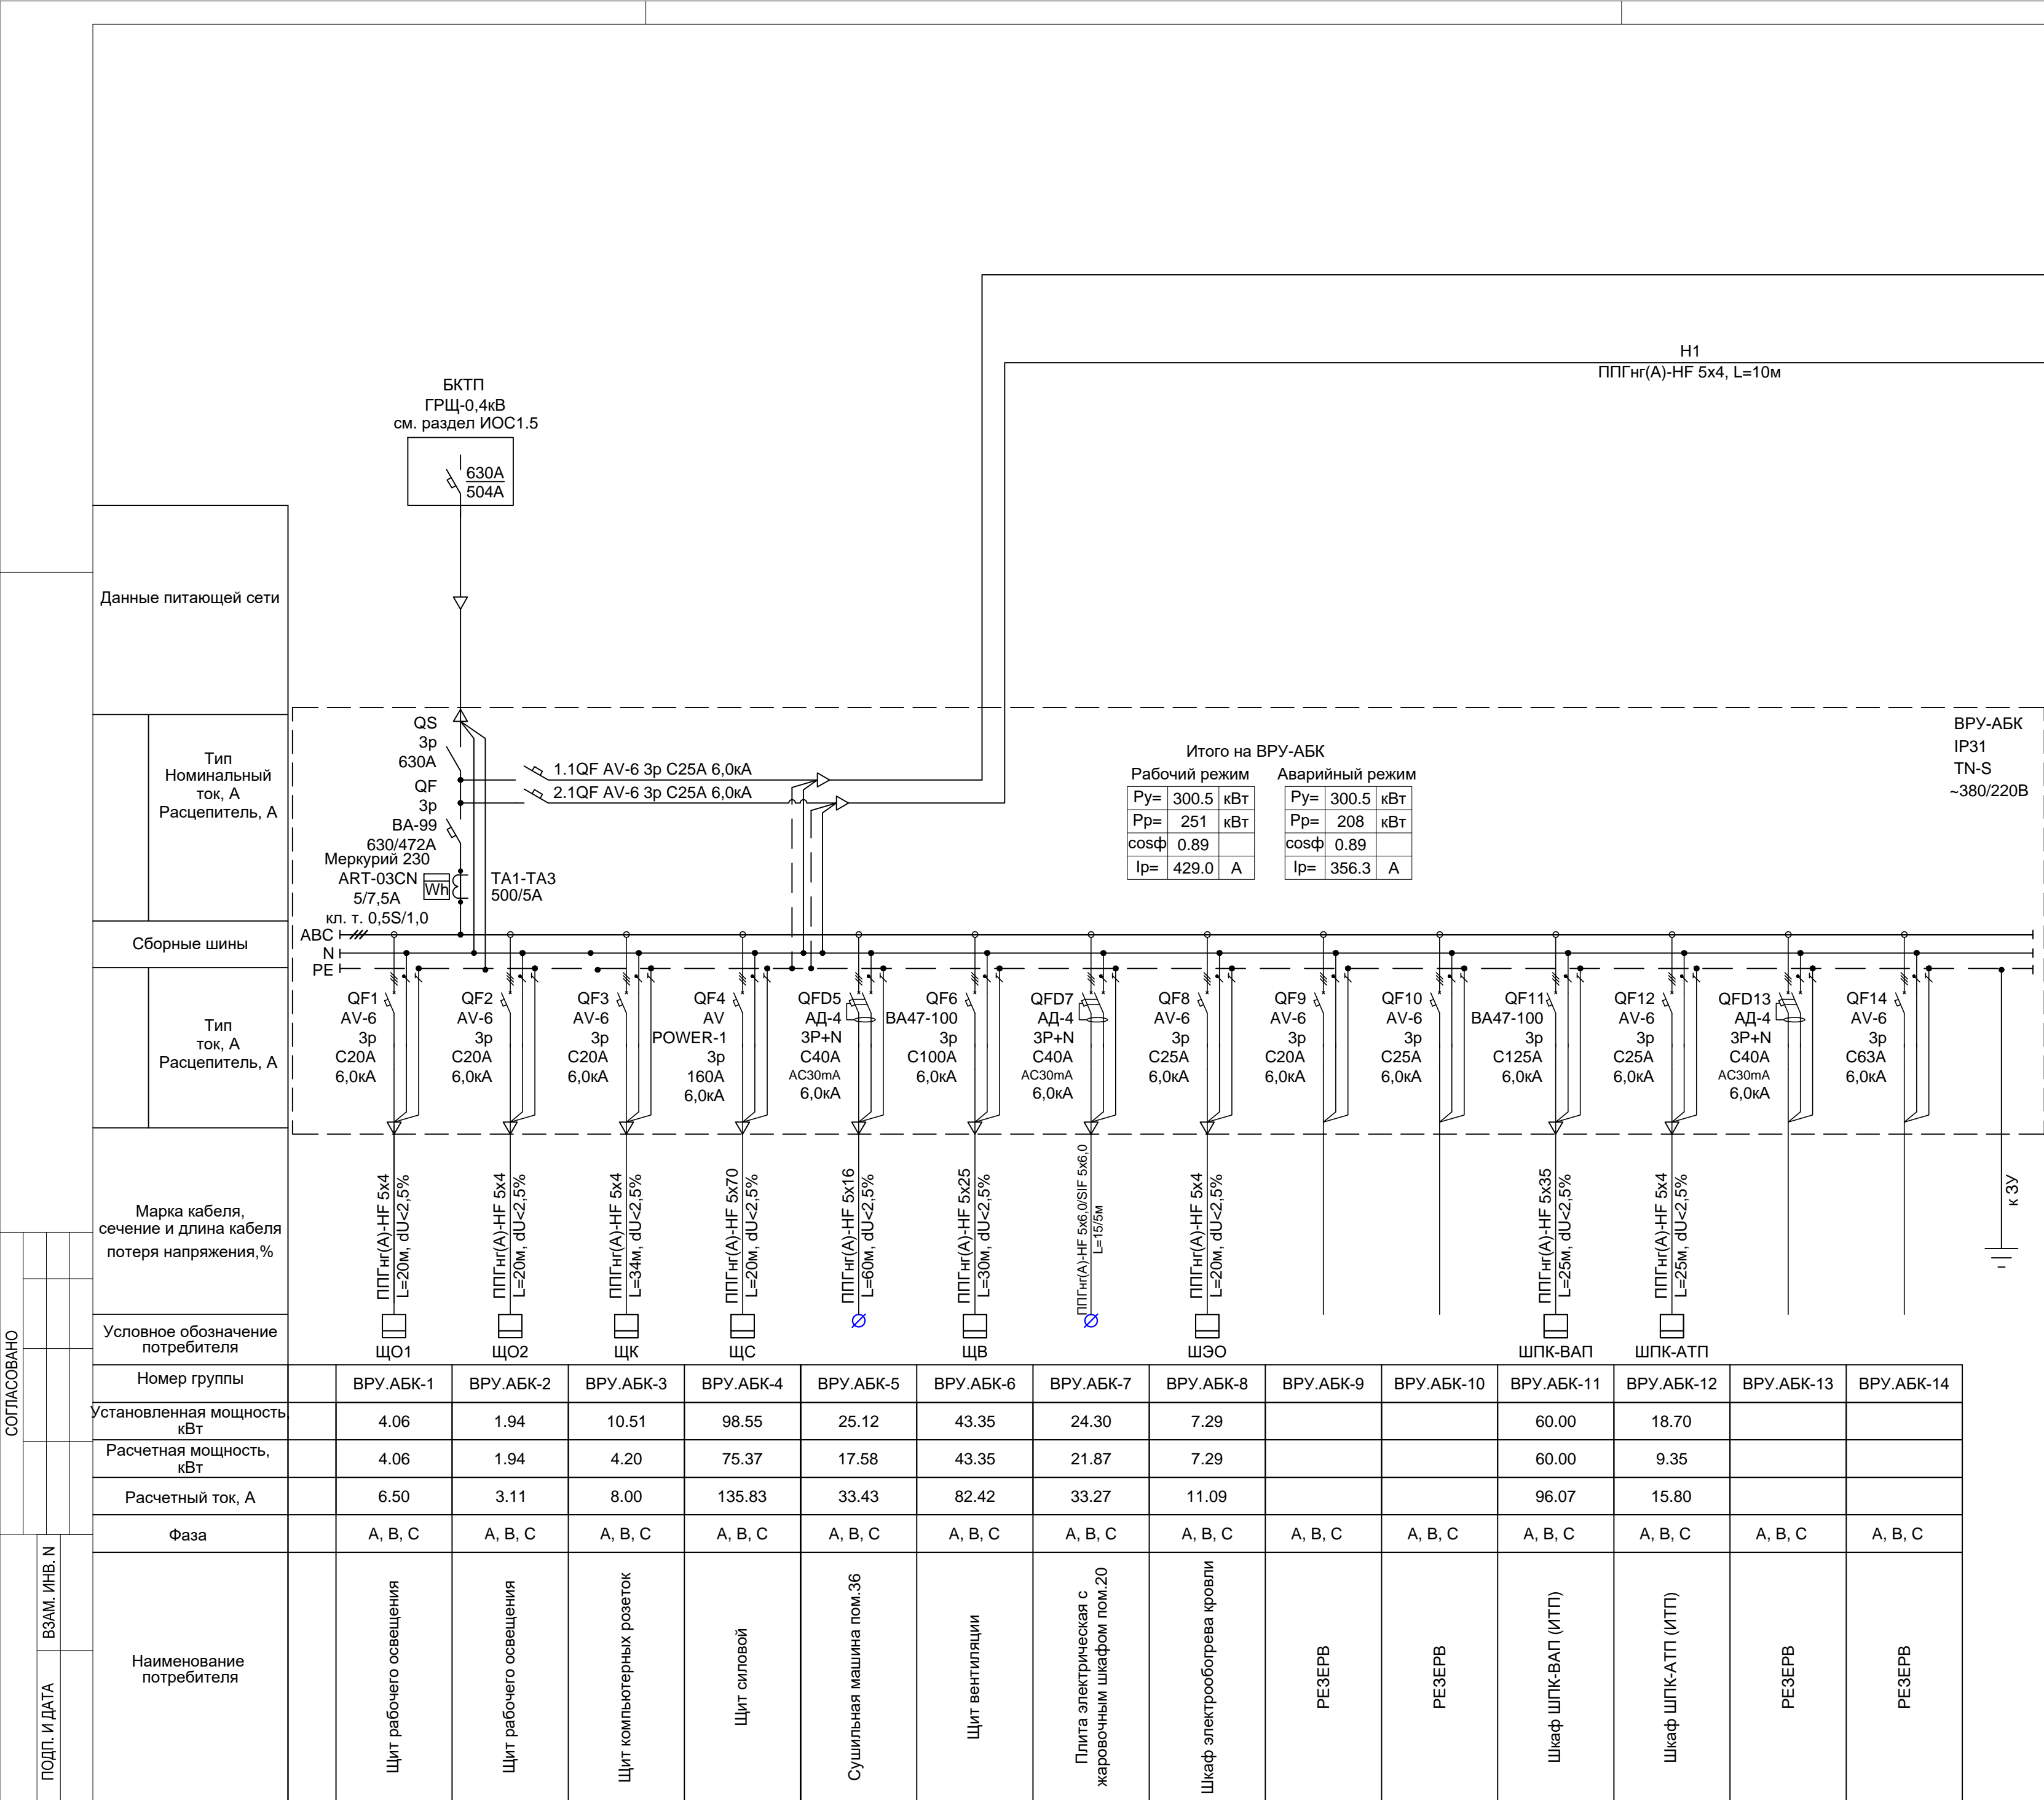 БКТП
ГРЩ-0,4кВ
см. раздел ИОС1.5
630А
504А
Н1
ППГнг(А)-HF 5х4, L=10м
Данные питающей сети
Тип
Номинальный
ток, А
Расцепитель, А
QS
3р
630А
QF
3р
ВА-99
630/472А
Меркурий 230
ART-03CN
5/7,5А
кл. т. 0,5S/1,0
Wh
ТА1-ТА3
500/5А
1.1QF AV-6 3р С25А 6,0кА
2.1QF AV-6 3р С25А 6,0кА
Итого на ВРУ-АБК
Рабочий режим
Ру= 300.5 кВт
Рр= 251 кВт
cosф 0.89
Iр= 429.0 А
Аварийный режим
Ру= 300.5 кВт
Рр= 208 кВт
cosф 0.89
Iр= 356.3 А
ВРУ-АБК
IP31
TN-S
~380/220В
Сборные шины
ABC
N
PE
Тип
ток, А
Расцепитель, А
QF1
AV-6
3р
С20А
6,0кА
QF2
AV-6
3р
С20А
6,0кА
QF3
AV-6
3р
С20А
6,0кА
QF4
AV
POWER-1
3р
160А
6,0кА
QFD5
АД-4
3Р+N
С40А
АС30mA
6,0кА
QF6
ВА47-100
3р
С100А
6,0кА
QFD7
АД-4
3Р+N
С40А
АС30mA
6,0кА
QF8
AV-6
3р
С25А
6,0кА
QF9
AV-6
3р
С20А
6,0кА
QF10
AV-6
3р
С25А
6,0кА
QF11
ВА47-100
3р
С125А
6,0кА
QF12
AV-6
3р
С25А
6,0кА
QFD13
АД-4
3Р+N
С40А
АС30mA
6,0кА
QF14
AV-6
3р
С63А
6,0кА
Марка кабеля,
сечение и длина кабеля
потеря напряжения,%
ППГнг(А)-HF 5х4
L=20м, dU<2,5%
ППГнг(А)-HF 5х4
L=20м, dU<2,5%
ППГнг(А)-HF 5х4
L=34м, dU<2,5%
ППГнг(А)-HF 5х70
L=20м, dU<2,5%
ППГнг(А)-HF 5х16
L=60м, dU<2,5%
ППГнг(А)-HF 5х25
L=30м, dU<2,5%
ППГнг(А)-HF 5х6,0/SIF 5х6,0
L=15/5м
ППГнг(А)-HF 5х4
L=20м, dU<2,5%
ППГнг(А)-HF 5х35
L=25м, dU<2,5%
ППГнг(А)-HF 5х4
L=25м, dU<2,5%
к ЗУ
Условное обозначение
потребителя
ЩО1 ЩО2 ЩК ЩС ЩВ ШЭО ШПК-ВАП ШПК-АТП
Номер группы
ВРУ.АБК-1 ВРУ.АБК-2 ВРУ.АБК-3 ВРУ.АБК-4 ВРУ.АБК-5 ВРУ.АБК-6 ВРУ.АБК-7 ВРУ.АБК-8 ВРУ.АБК-9 ВРУ.АБК-10 ВРУ.АБК-11 ВРУ.АБК-12 ВРУ.АБК-13 ВРУ.АБК-14
Установленная мощность,
кВт
4.06 1.94 10.51 98.55 25.12 43.35 24.30 7.29 60.00 18.70
Расчетная мощность,
кВт
4.06 1.94 4.20 75.37 17.58 43.35 21.87 7.29 60.00 9.35
Расчетный ток, А
6.50 3.11 8.00 135.83 33.43 82.42 33.27 11.09 96.07 15.80
Фаза
А, В, С А, В, С А, В, С А, В, С А, В, С А, В, С А, В, С А, В, С А, В, С А, В, С А, В, С А, В, С А, В, С А, В, С
Наименование
потребителя
Щит рабочего освещения
Щит рабочего освещения
Щит компьютерных розеток
Щит силовой
Сушильная машина пом.36
Щит вентиляции
Плита электрическая с
жаровочным шкафом пом.20
Шкаф электрообогрева кровли
РЕЗЕРВ
РЕЗЕРВ
Шкаф ШПК-ВАП (ИТП)
Шкаф ШПК-АТП (ИТП)
РЕЗЕРВ
РЕЗЕРВ
СОГЛАСОВАНО
ВЗАМ. ИНВ. N
ПОДП. И ДАТА